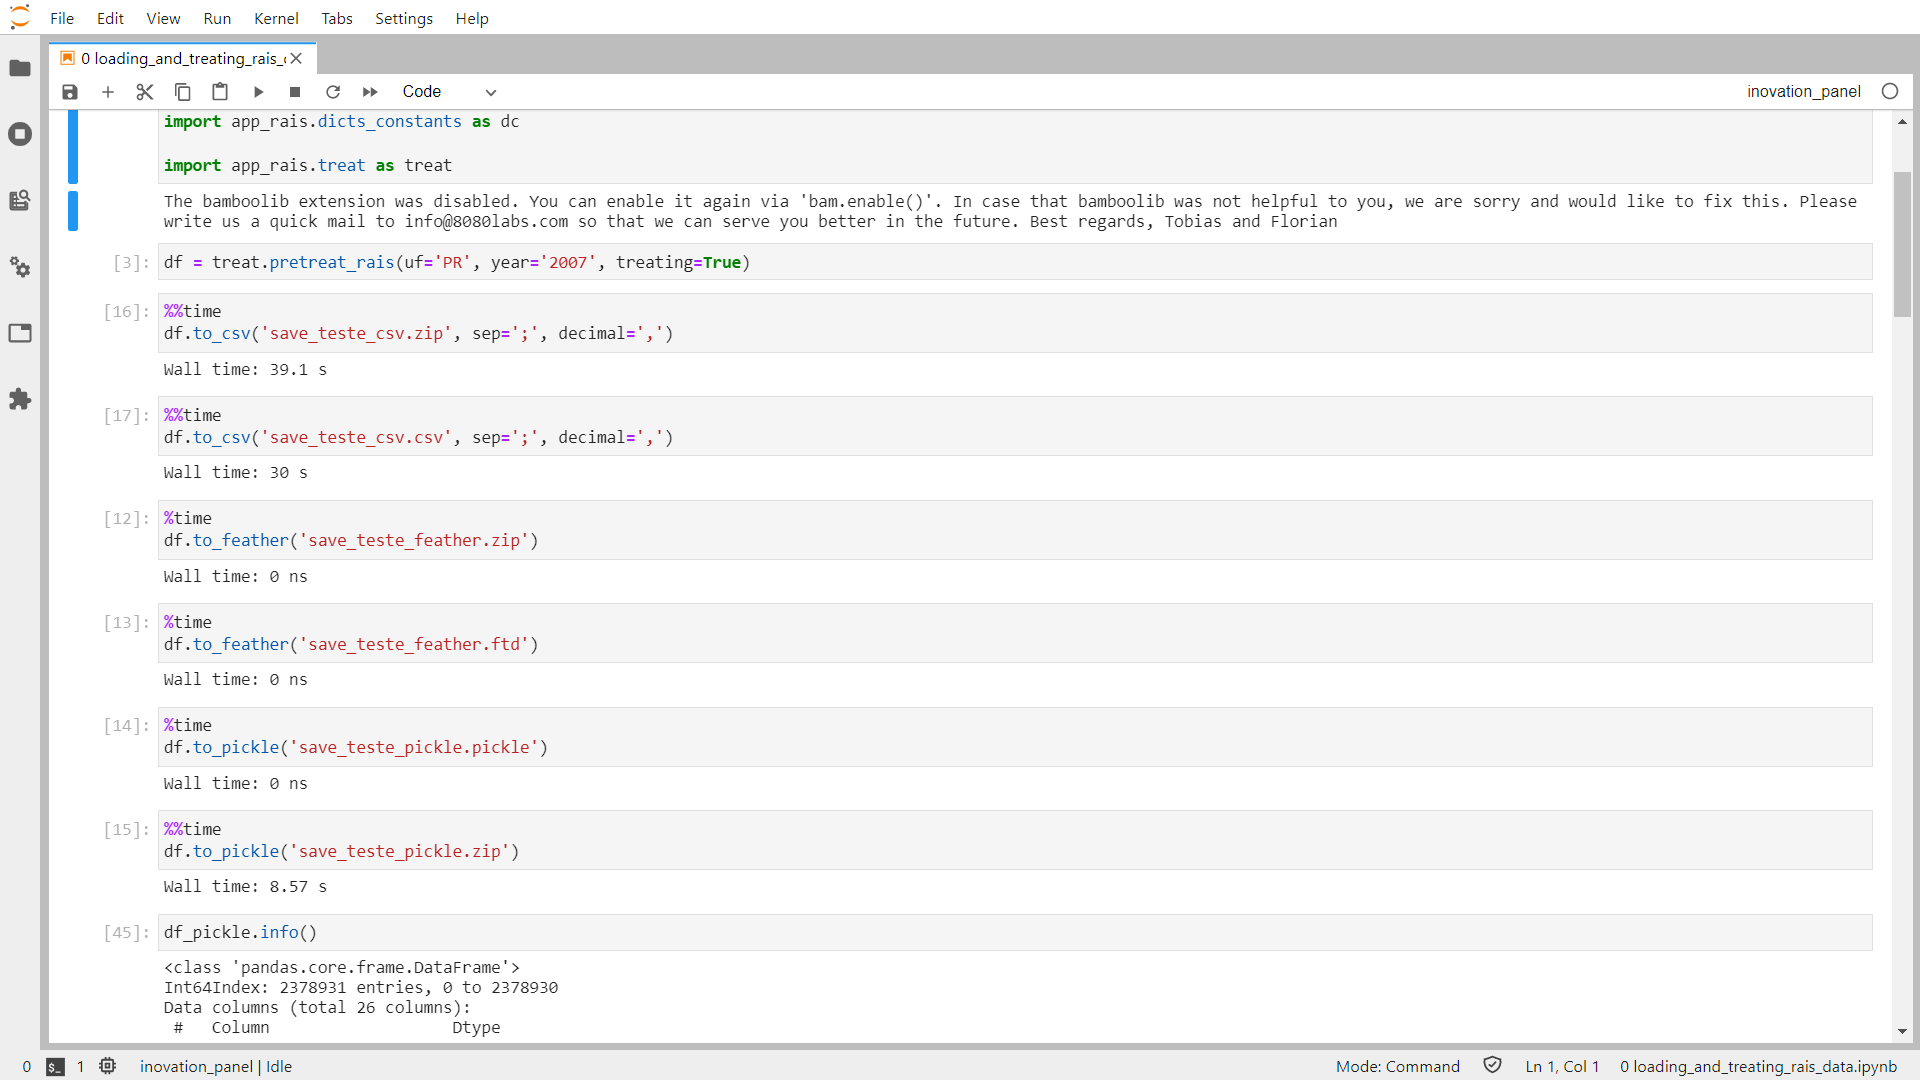 File Edit View Run Kernel Tabs Settings Help
0 loading_and_treating_rais_
Code
inovation_panel
import app_rais.dicts_constants as dc
import app_rais.treat as treat
The bamboolib extension was disabled. You can enable it again via 'bam.enable()'. In case that bamboolib was not helpful to you, we are sorry and would like to fix this. Please
write us a quick mail to info@8080labs.com so that we can serve you better in the future. Best regards, Tobias and Florian
[3]: df = treat.pretreat_rais(uf='PR', year='2007', treating=True)
[16]: %%time
df.to_csv('save_teste_csv.zip', sep=';', decimal=',')
Wall time: 39.1 s
[17]: %%time
df.to_csv('save_teste_csv.csv', sep=';', decimal=',')
Wall time: 30 s
[12]: %time
df.to_feather('save_teste_feather.zip')
Wall time: 0 ns
[13]: %time
df.to_feather('save_teste_feather.ftd')
Wall time: 0 ns
[14]: %time
df.to_pickle('save_teste_pickle.pickle')
Wall time: 0 ns
[15]: %%time
df.to_pickle('save_teste_pickle.zip')
Wall time: 8.57 s
[45]: df_pickle.info()
<class 'pandas.core.frame.DataFrame'>
Int64Index: 2378931 entries, 0 to 2378930
Data columns (total 26 columns):
# Column Dtype
0 $_ 1 inovation_panel | Idle Mode: Command Ln 1, Col 1 0 loading_and_treating_rais_data.ipynb